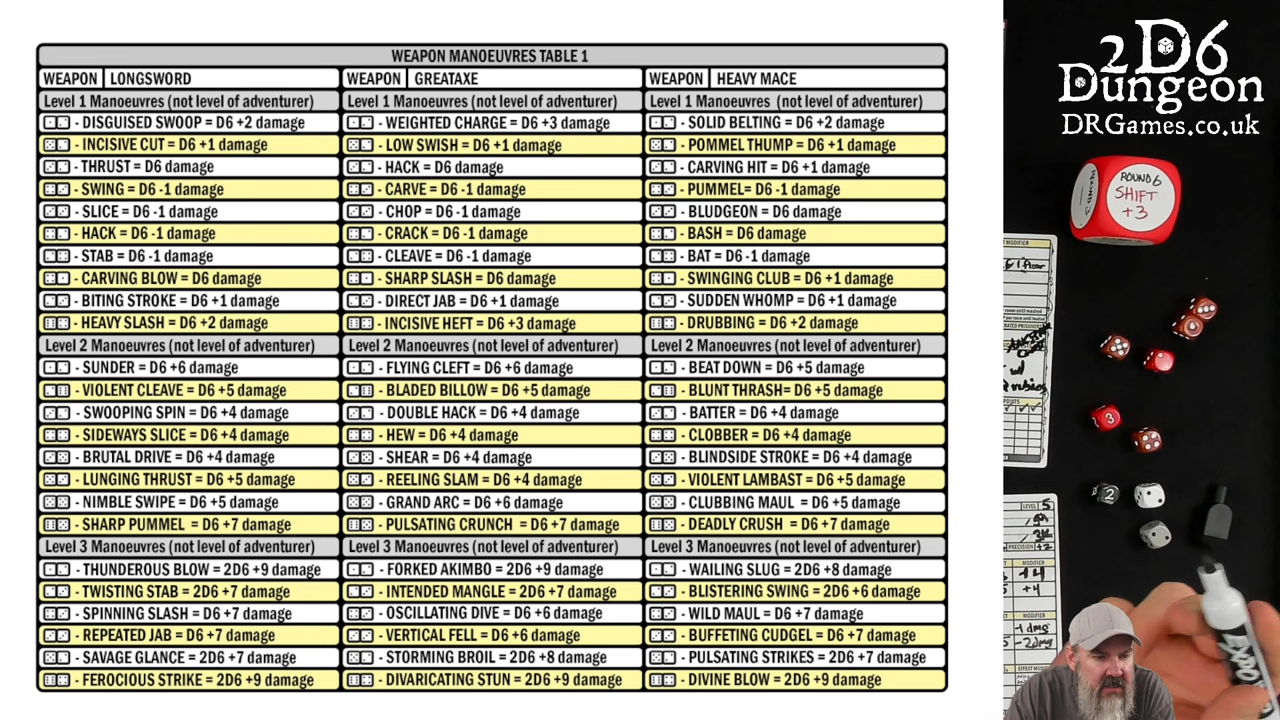 WEAPON MANOEUVRES TABLE 1
WEAPON LONGSWORD
Level 1 Manoeuvres (not level of adventurer)
- DISGUISED SWOOP = D6 +2 damage
- INCISIVE CUT = D6 +1 damage
- THRUST = D6 damage
- SWING = D6 -1 damage
- SLICE = D6 -1 damage
- HACK = D6 -1 damage
- STAB = D6 -1 damage
- CARVING BLOW = D6 damage
- BITING STROKE = D6 +1 damage
- HEAVY SLASH = D6 +2 damage
Level 2 Manoeuvres (not level of adventurer)
- SUNDER = D6 +6 damage
- VIOLENT CLEAVE = D6 +5 damage
- SWOOPING SPIN = D6 +4 damage
- SIDEWAYS SLICE = D6 +4 damage
- BRUTAL DRIVE = D6 +4 damage
- LUNGING THRUST = D6 +5 damage
- NIMBLE SWIPE = D6 +5 damage
- SHARP PUMMEL = D6 +7 damage
Level 3 Manoeuvres (not level of adventurer)
- THUNDEROUS BLOW = 2D6 +9 damage
- TWISTING STAB = 2D6 +7 damage
- SPINNING SLASH = D6 +7 damage
- REPEATED JAB = D6 +7 damage
- SAVAGE GLANCE = 2D6 +7 damage
- FEROCIOUS STRIKE = 2D6 +9 damage
WEAPON GREATAXE
Level 1 Manoeuvres (not level of adventurer)
- WEIGHTED CHARGE = D6 +3 damage
- LOW SWISH = D6 +1 damage
- HACK = D6 damage
- CARVE = D6 -1 damage
- CHOP = D6 -1 damage
- CRACK = D6 -1 damage
- CLEAVE = D6 -1 damage
- SHARP SLASH = D6 damage
- DIRECT JAB = D6 +1 damage
- INCISIVE HEFT = D6 +3 damage
Level 2 Manoeuvres (not level of adventurer)
- FLYING CLEFT = D6 +6 damage
- BLADED BILLOW = D6 +5 damage
- DOUBLE HACK = D6 +4 damage
- HEW = D6 +4 damage
- SHEAR = D6 +4 damage
- REELING SLAM = D6 +4 damage
- GRAND ARC = D6 +6 damage
- PULSATING CRUNCH = D6 +7 damage
Level 3 Manoeuvres (not level of adventurer)
- FORKED AKIMBO = 2D6 +9 damage
- INTENDED MANGLE = 2D6 +7 damage
- OSCILLATING DIVE = D6 +6 damage
- VERTICAL FELL = D6 +6 damage
- STORMING BROIL = 2D6 +8 damage
- DIVARICATING STUN = 2D6 +9 damage
WEAPON HEAVY MACE
Level 1 Manoeuvres (not level of adventurer)
- SOLID BELTING = D6 +2 damage
- POMMEL THUMP = D6 +1 damage
- CARVING HIT = D6 +1 damage
- PUMMEL= D6 -1 damage
- BLUDGEON = D6 damage
- BASH = D6 damage
- BAT = D6 -1 damage
- SWINGING CLUB = D6 +1 damage
- SUDDEN WHOMP = D6 +1 damage
- DRUBBING = D6 +2 damage
Level 2 Manoeuvres (not level of adventurer)
- BEAT DOWN = D6 +5 damage
- BLUNT THRASH= D6 +5 damage
- BATTER = D6 +4 damage
- CLOBBER = D6 +4 damage
- BLINDSIDE STROKE = D6 +4 damage
- VIOLENT LAMBAST = D6 +5 damage
- CLUBBING MAUL = D6 +5 damage
- DEADLY CRUSH = D6 +7 damage
Level 3 Manoeuvres (not level of adventurer)
- WAILING SLUG = 2D6 +8 damage
- BLISTERING SWING = 2D6 +6 damage
- WILD MAUL = D6 +7 damage
- BUFFETING CUDGEL = D6 +7 damage
- PULSATING STRIKES = 2D6 +7 damage
- DIVINE BLOW = 2D6 +9 damage
2D6
Dungeon
DRGames.co.uk
ROUND 6
SHIFT
+3
ROUND 3
3
2
LEVEL 5
PRECISION +2
MODIFIER
+4
+4
MODIFIER
-1 dmg
-2dmg